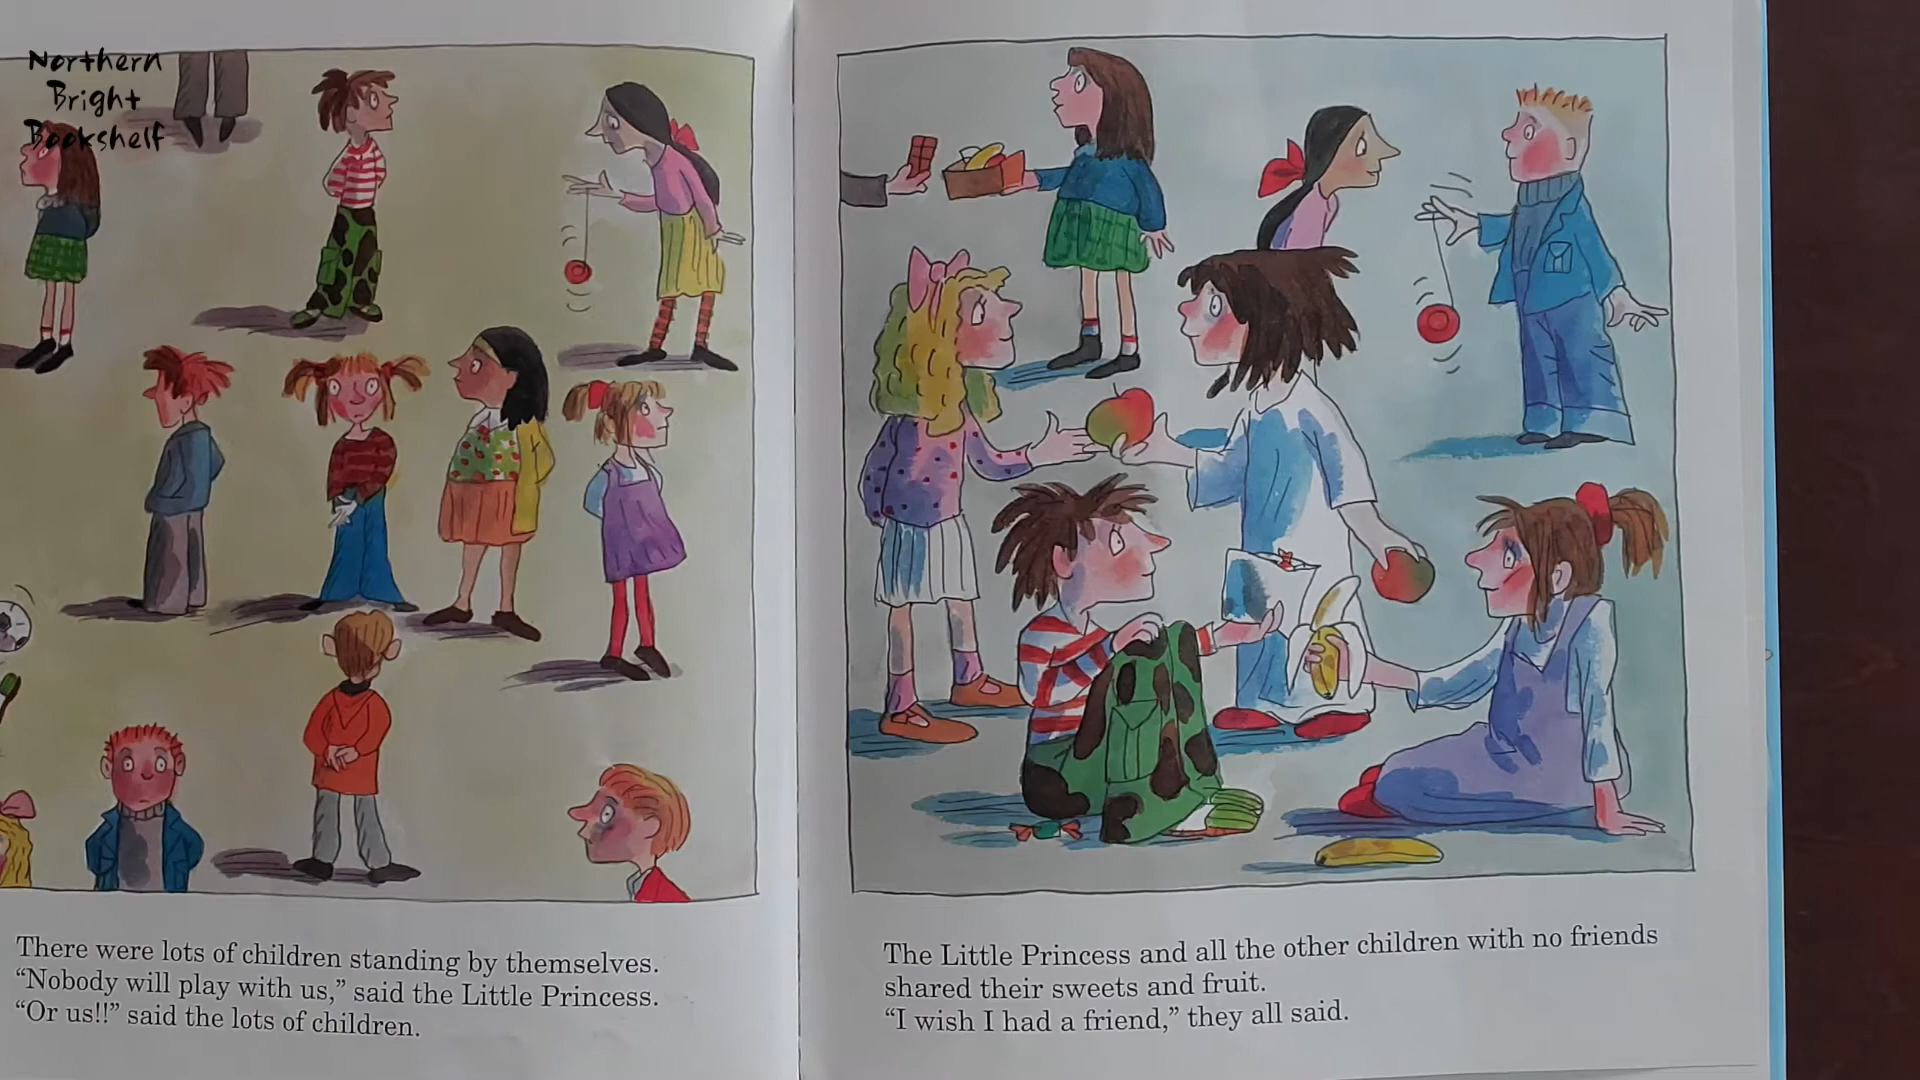 Northern
Bright
Bookshelf
There were lots of children standing by themselves.
“Nobody will play with us,” said the Little Princess.
“Or us!!” said the lots of children.
The Little Princess and all the other children with no friends
shared their sweets and fruit.
“I wish I had a friend,” they all said.